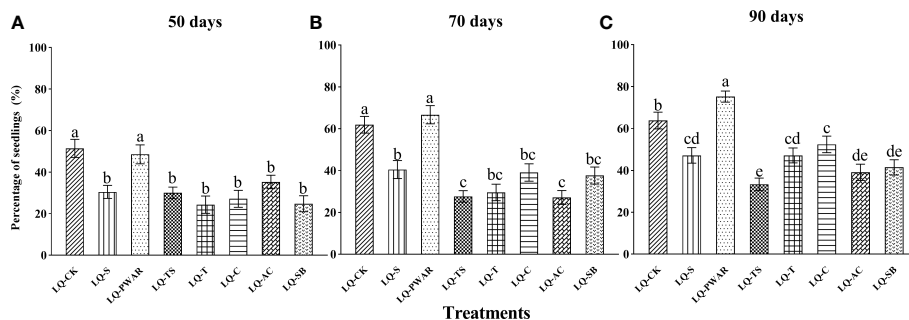 A
50 days
Percentage of seedlings (%)
100
80
60
40
20
0
a
b
a
b
b
b
b
b
LQ-CK
LQ-S
LQ-PWAR
LQ-TS
LQ-T
LQ-C
LQ-AC
LQ-SB
B
70 days
100
80
60
40
20
0
a
b
a
c
bc
bc
c
bc
LQ-CK
LQ-S
LQ-PWAR
LQ-TS
LQ-T
LQ-C
LQ-AC
LQ-SB
C
90 days
100
80
60
40
20
0
b
cd
a
e
cd
c
de
de
LQ-CK
LQ-S
LQ-PWAR
LQ-TS
LQ-T
LQ-C
LQ-AC
LQ-SB
Treatments